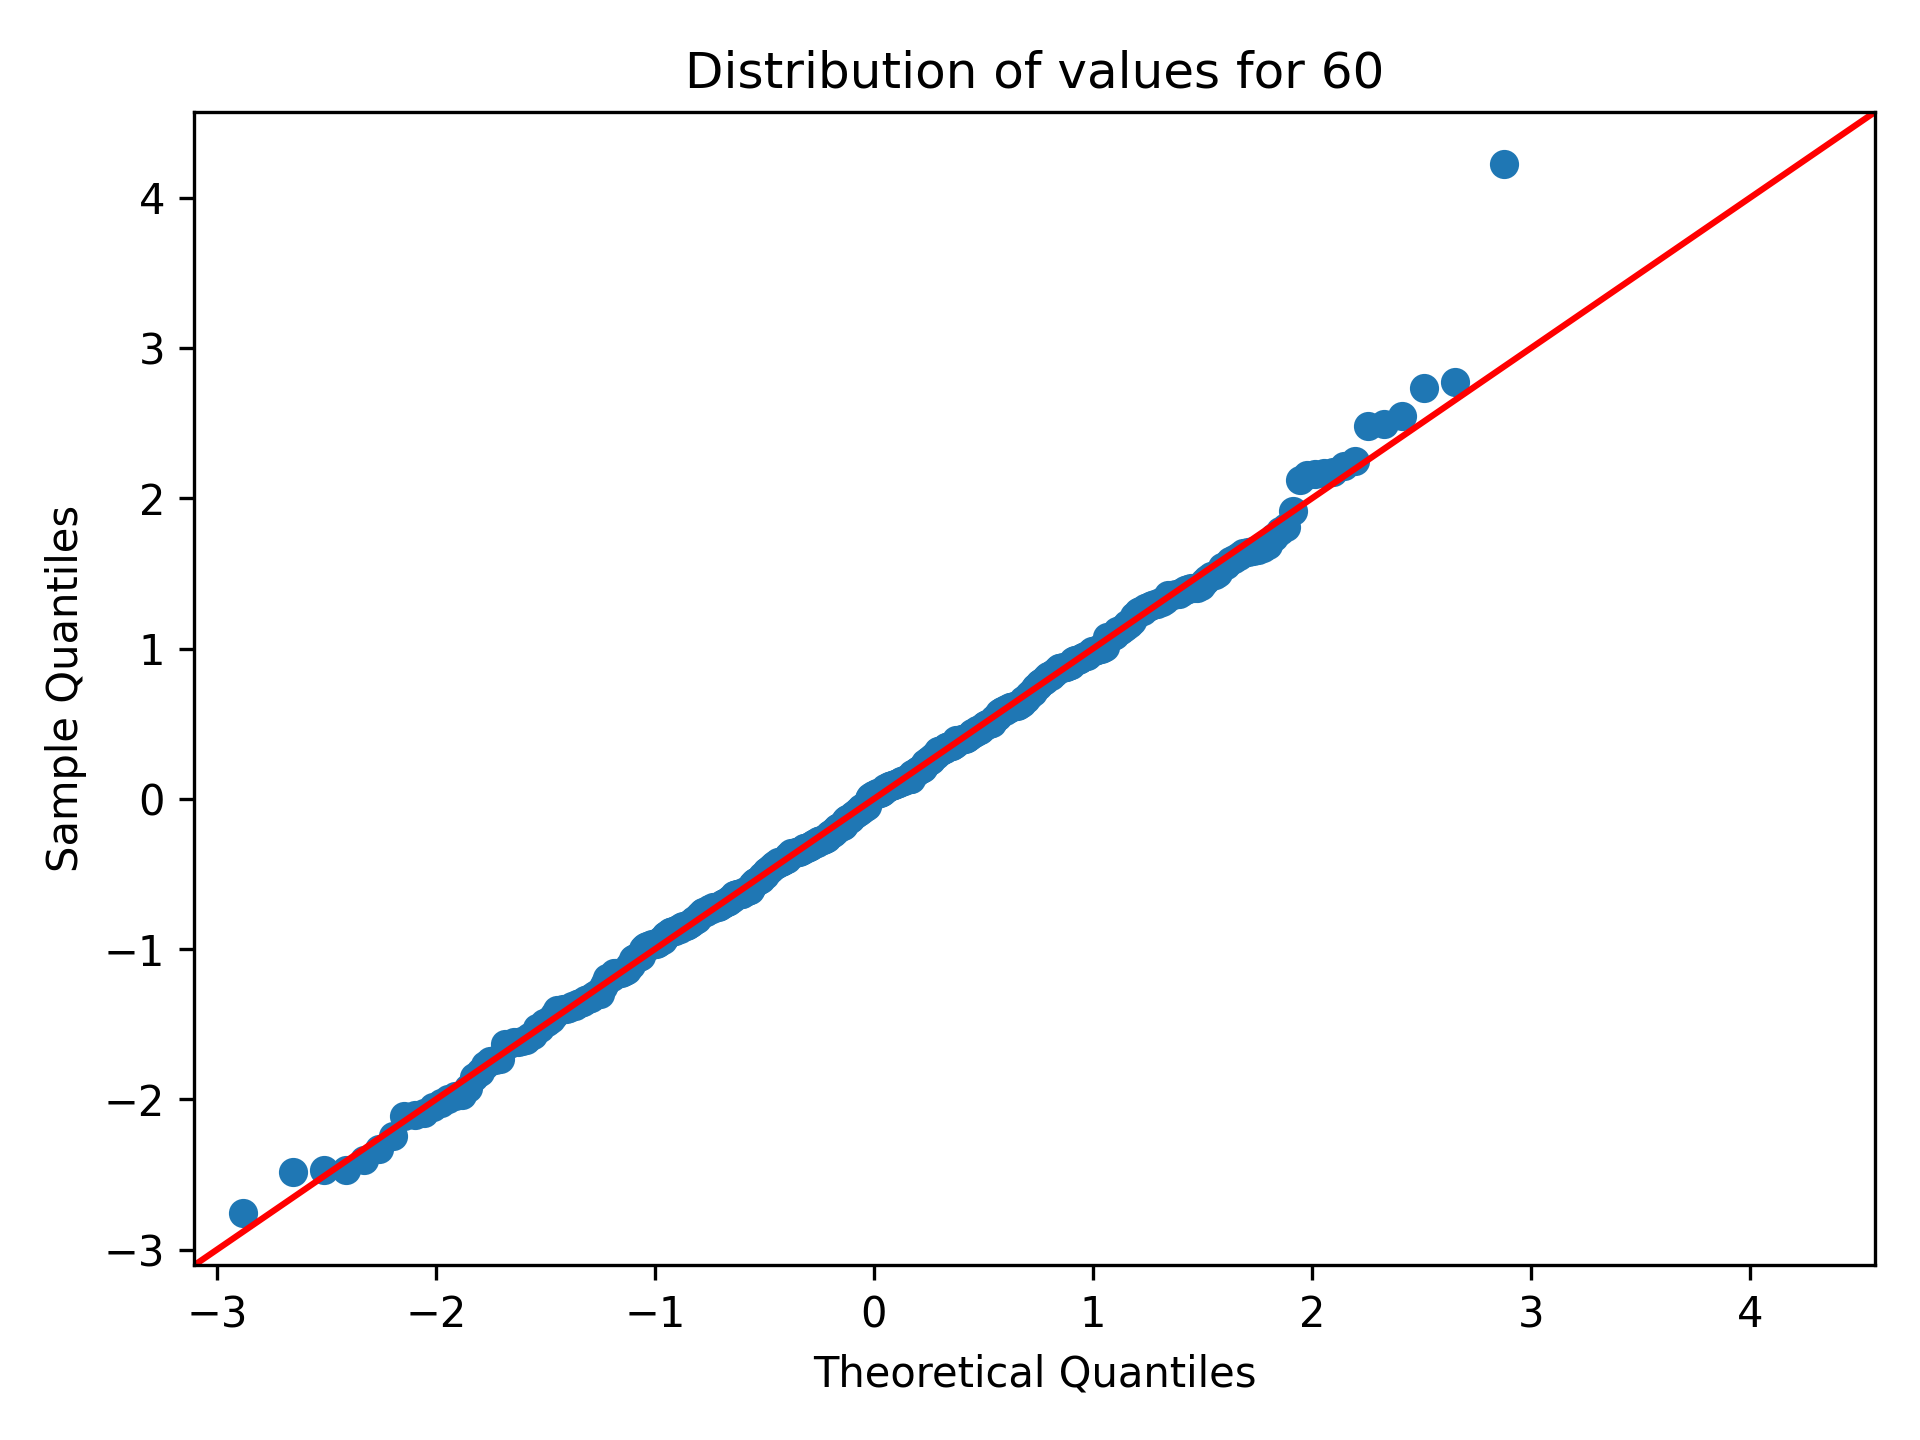 Distribution of values for 60
4
3
2
1
0
−1
−2
−3
Sample Quantiles
−3 −2 −1 0 1 2 3 4
Theoretical Quantiles